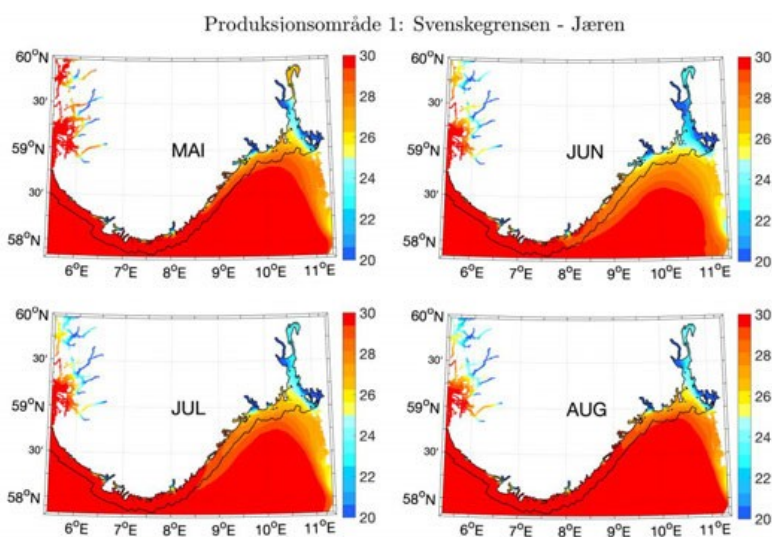 Produksjonsområde 1: Svenskegrensen - Jæren
60°N
30'
59°N
30'
58°N
MAI
6°E 7°E 8°E 9°E 10°E 11°E
30
28
26
24
22
20
60°N
30'
59°N
30'
58°N
JUN
6°E 7°E 8°E 9°E 10°E 11°E
30
28
26
24
22
20
60°N
30'
59°N
30'
58°N
JUL
6°E 7°E 8°E 9°E 10°E 11°E
30
28
26
24
22
20
60°N
30'
59°N
30'
58°N
AUG
6°E 7°E 8°E 9°E 10°E 11°E
30
28
26
24
22
20